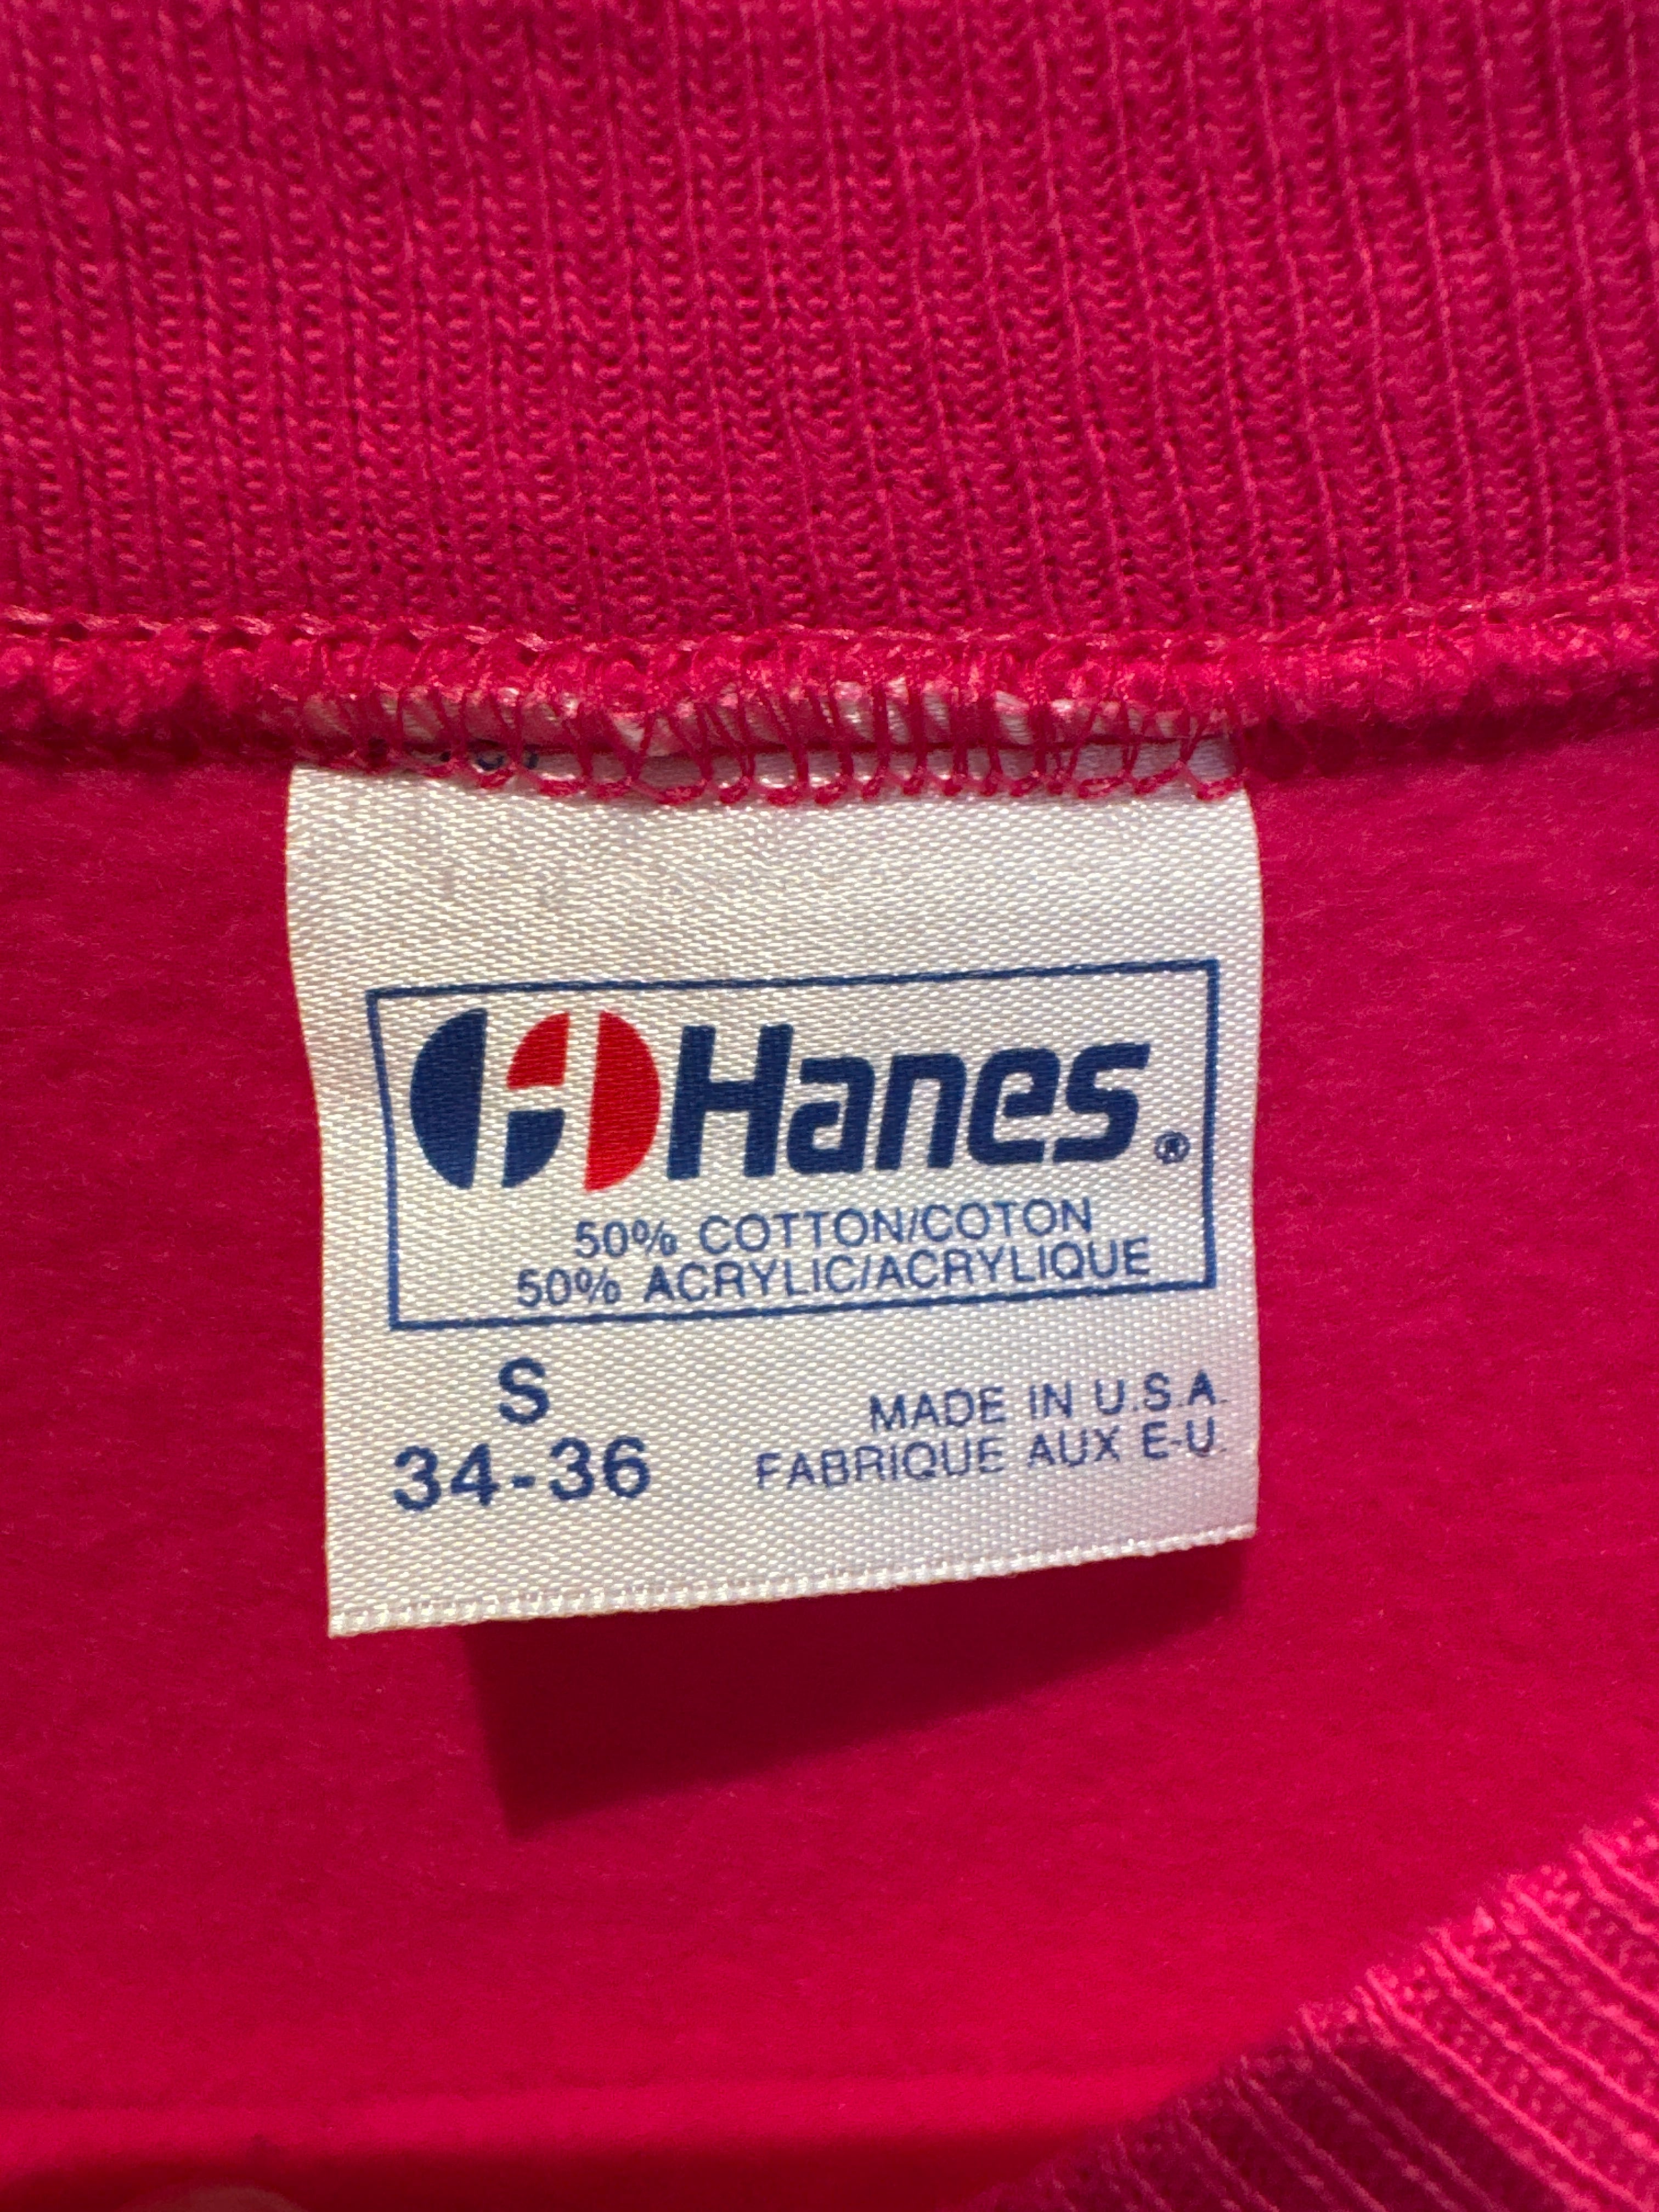 Hanes®
50% COTTON/COTON
50% ACRYLIC/ACRYLIQUE
S
34-36
MADE IN U.S.A.
FABRIQUE AUX E-U.